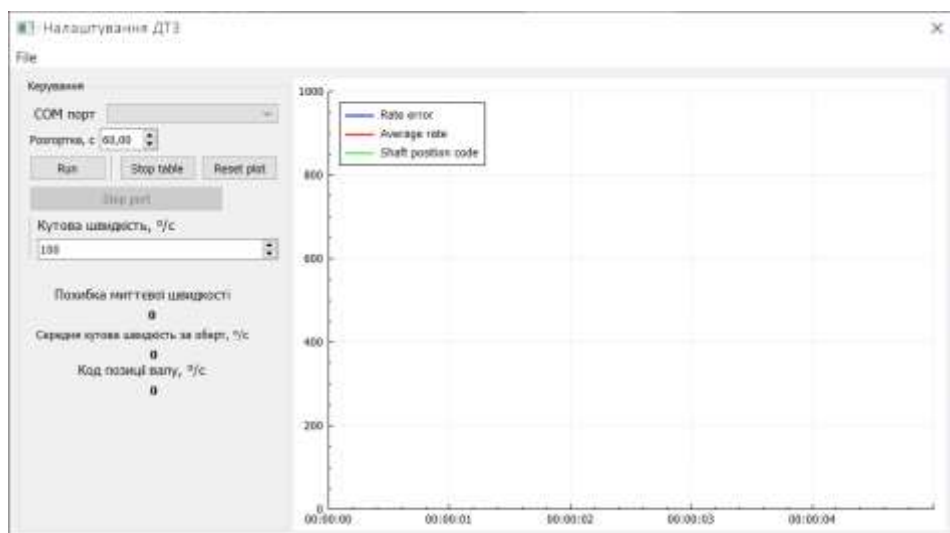 Налаштування ДТЗ
File
Керування
COM порт
Розгортка, с 60,00
Run Stop table Reset plot
Stop port
Кутова швидкість, º/с
100
Похибка миттєвої швидкості
0
Середня кутова швидкість за оберт, º/с
0
Код позиції валу, º/с
0
1000
800
600
400
200
0
Rate error
Average rate
Shaft position code
00:00:00 00:00:01 00:00:02 00:00:03 00:00:04